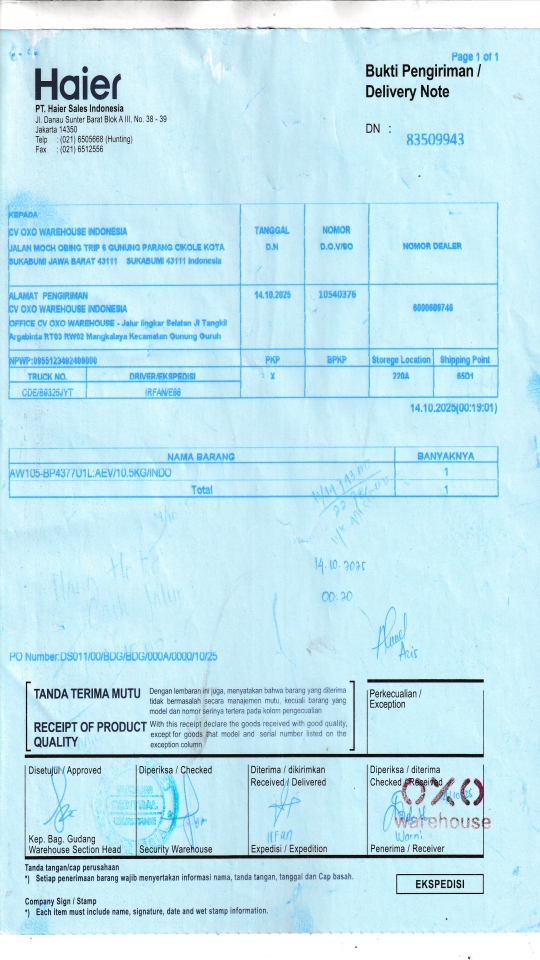 Page 1 of 1
Haier
Bukti Pengiriman /
Delivery Note
PT. Haier Sales Indonesia
Jl. Danau Sunter Barat Blok A III, No. 38 - 39
Jakarta 14350
Telp : (021) 6505668 (Hunting)
Fax : (021) 6512556
DN : 83509943
KEPADA
CV OXO WAREHOUSE INDONESIA
JALAN MOCH OBING TRIP 6 GUNUNG PARANG CIKOLE KOTA
SUKABUMI JAWA BARAT 43111 SUKABUMI 43111 Indonesia
TANGGAL
D.N
NOMOR
D.O.V/SO
NOMOR DEALER
ALAMAT PENGIRIMAN
CV OXO WAREHOUSE INDONESIA
OFFICE CV OXO WAREHOUSE - Jalur lingkar Selatan Jl Tangkil
Argabinta RT03 RW02 Mangkalaya Kecamatan Gunung Guruh
14.10.2025
10540376
NPWP: PKP BPKP Storege Location Shipping Point
TRUCK NO. DRIVER/EKSPEDISI X 220A 85D1
IRFAN/E86
14.10.2025(00:19:01)
NAMA BARANG BANYAKNYA
AW105-BP4377U1L:AEV/10.5KG/INDO 1
Total 1
14.10.2025
00:20
Azis
PO Number:DS011/00/BDG/BDG/000A/0000/10/25
TANDA TERIMA MUTU
Dengan lembaran ini juga, menyatakan bahwa barang yang diterima
tidak bermasalah secara manajemen mutu, kecuali barang yang
model dan nomor serinya tertera pada kolom pengecualian
RECEIPT OF PRODUCT
QUALITY
With this receipt declare the goods received with good quality,
except for goods that model and serial number listed on the
exception column
Perkecualian /
Exception
Disetujui / Approved
Kep. Bag. Gudang
Warehouse Section Head
Diperiksa / Checked
CENTRAL
Security Warehouse
Diterima / dikirimkan
Received / Delivered
IRFAN
Expedisi / Expedition
Diperiksa / diterima
Checked / Received
OXO
warehouse
Penerima / Receiver
Tanda tangan/cap perusahaan
*) Setiap penerimaan barang wajib menyertakan informasi nama, tanda tangan, tanggal dan Cap basah.
EKSPEDISI
Company Sign / Stamp
*) Each item must include name, signature, date and wet stamp information.